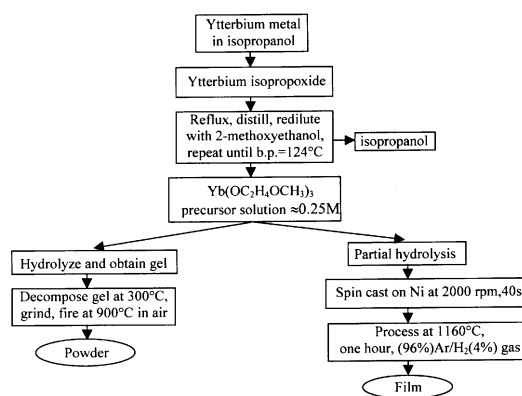 Ytterbium metal
in isopropanol
Ytterbium isopropoxide
Reflux, distill, redilute
with 2-methoxyethanol,
repeat until b.p.=124°C
isopropanol
Yb(OC₂H₄OCH₃)₃
precursor solution ≈0.25M
Hydrolyze and obtain gel
Decompose gel at 300°C,
grind, fire at 900°C in air
Powder
Partial hydrolysis
Spin cast on Ni at 2000 rpm,40s
Process at 1160°C,
one hour, (96%)Ar/H₂(4%) gas
Film